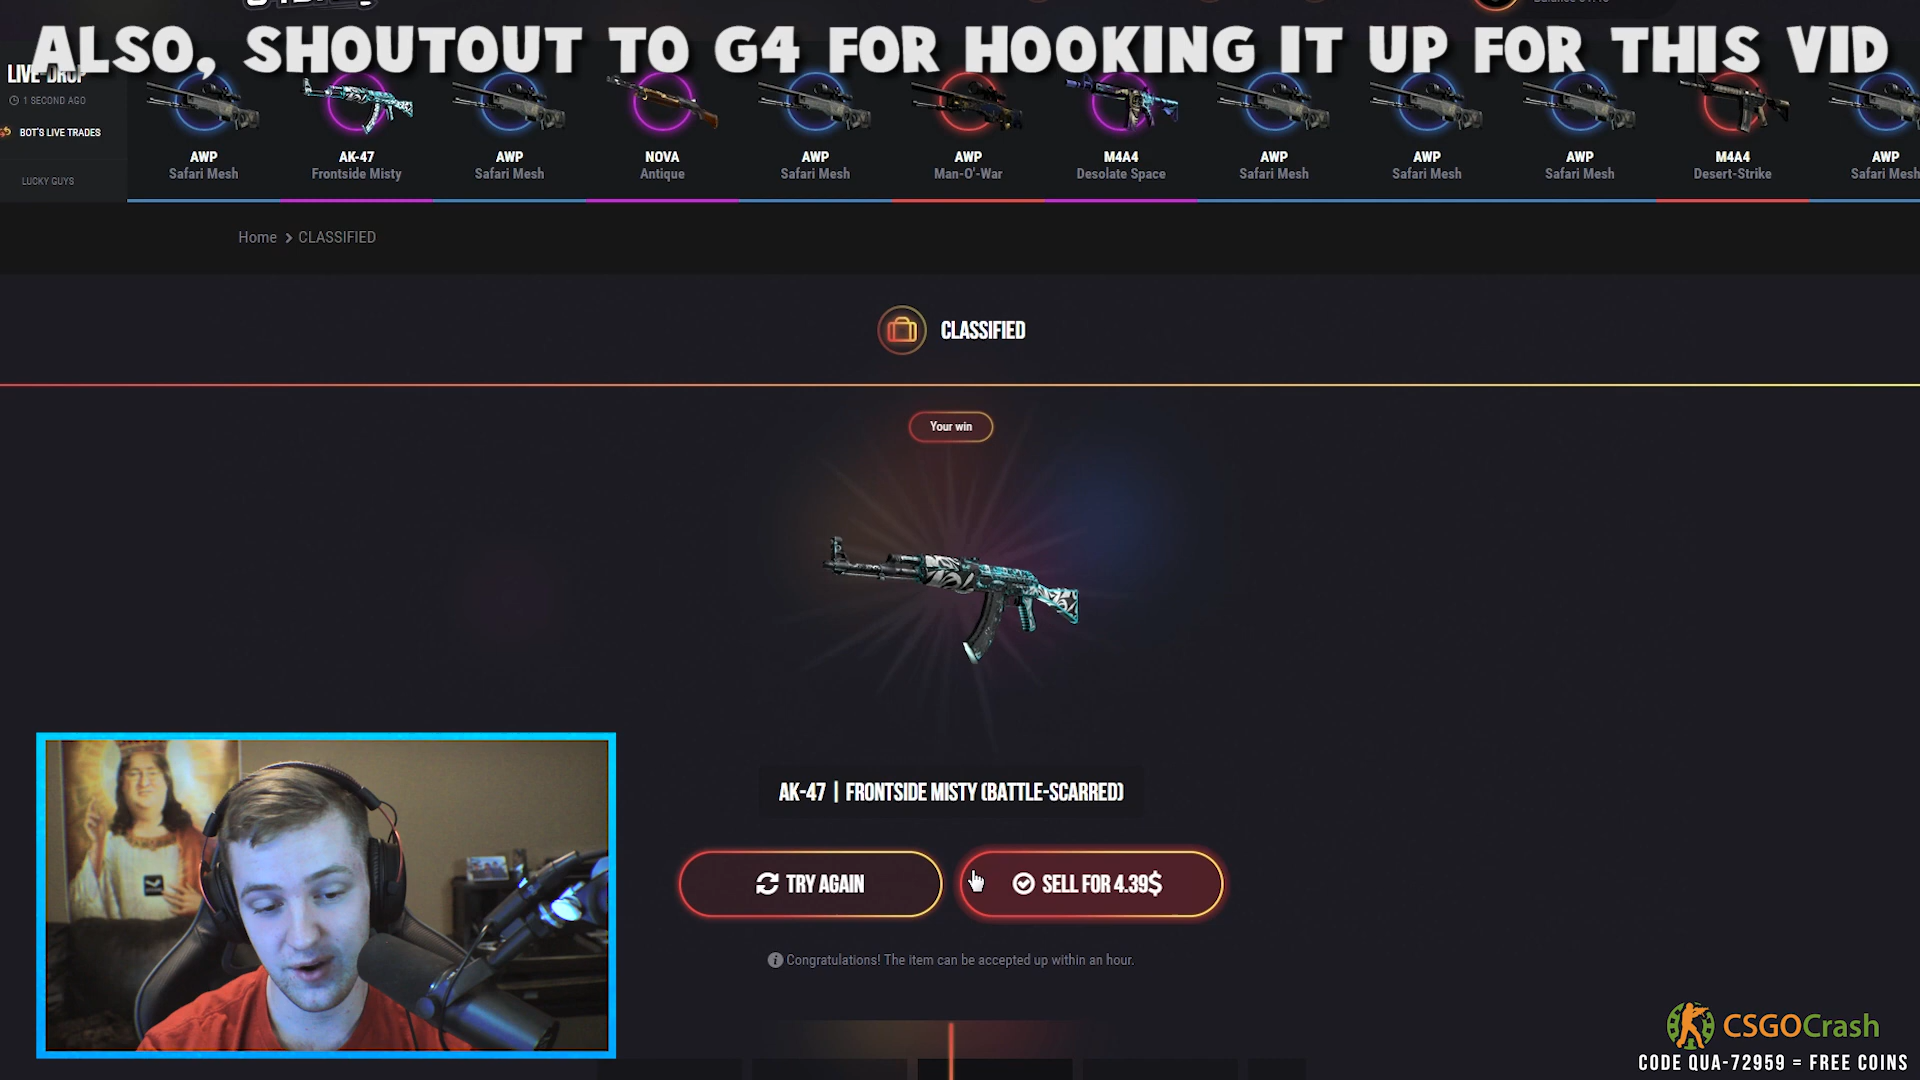 ALSO, SHOUTOUT TO G4 FOR HOOKING IT UP FOR THIS VID
LIVE-DROP
1 SECOND AGO
BOT'S LIVE TRADES
LUCKY GUYS
AWP
Safari Mesh
AK-47
Frontside Misty
AWP
Safari Mesh
NOVA
Antique
AWP
Safari Mesh
AWP
Man-O'-War
M4A4
Desolate Space
AWP
Safari Mesh
AWP
Safari Mesh
AWP
Safari Mesh
M4A4
Desert-Strike
AWP
Safari Mesh
Home > CLASSIFIED
CLASSIFIED
Your win
AK-47 | FRONTSIDE MISTY (BATTLE-SCARRED)
TRY AGAIN
SELL FOR 4.39$
Congratulations! The item can be accepted up within an hour.
CSGOCrash
CODE QUA-72959 = FREE COINS